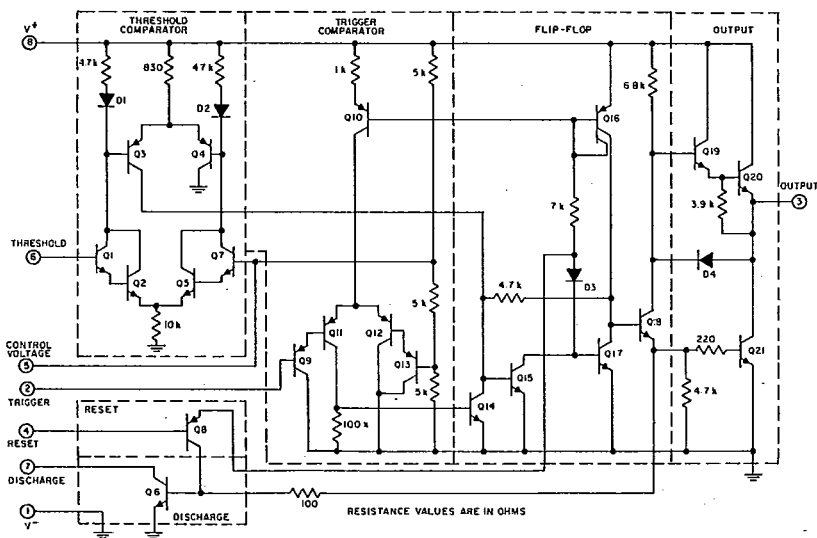 THRESHOLD
COMPARATOR
TRIGGER
COMPARATOR
FLIP-FLOP
OUTPUT
V+
8
4.7k
830
47k
1k
5k
6.8k
D1
D2
Q10
Q16
Q3
Q4
Q19
Q20
OUTPUT
3
7k
3.9k
THRESHOLD
6
Q1
Q2
Q5
Q7
D3
D4
10k
4.7k
5k
CONTROL
VOLTAGE
5
Q11
Q12
Q18
Q9
Q13
Q17
220
Q21
2
TRIGGER
Q15
5k
Q14
4.7k
RESET
4
RESET
Q8
100k
7
DISCHARGE
Q6
100
DISCHARGE
1
V-
RESISTANCE VALUES ARE IN OHMS